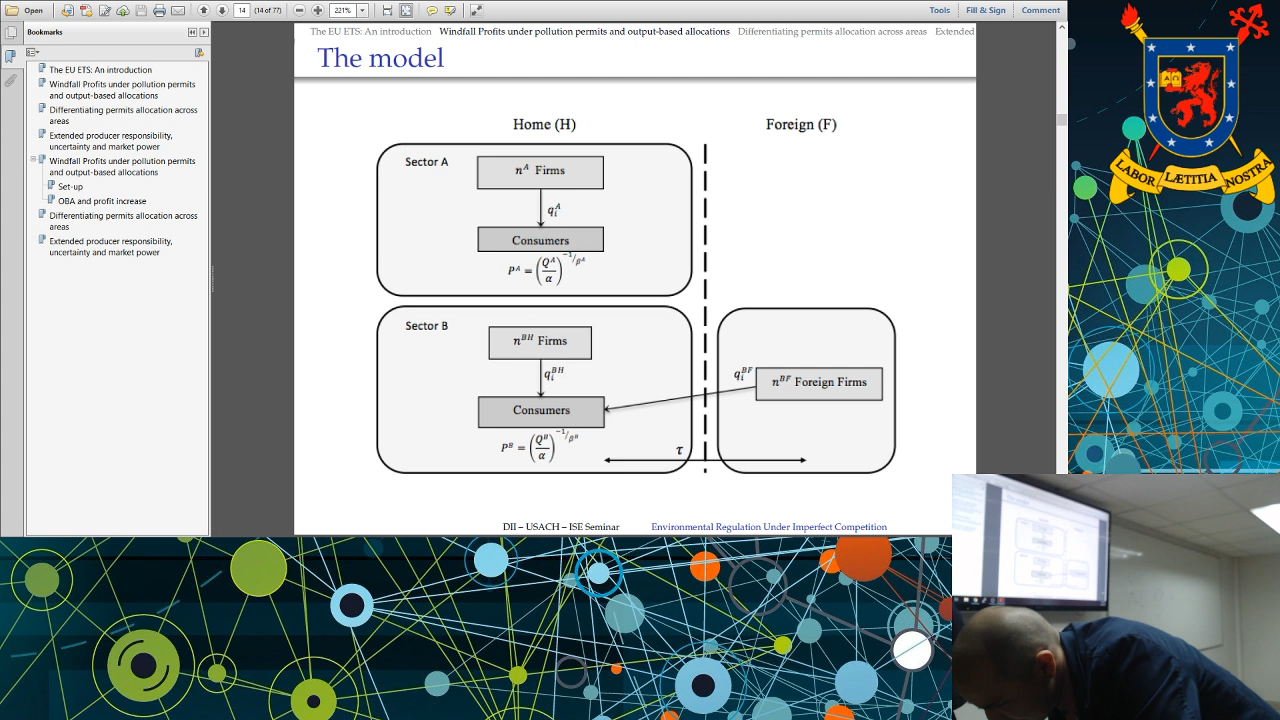 Open
14
(14 of 77)
221%
Tools
Fill & Sign
Comment
Bookmarks
The EU ETS: An introduction
Windfall Profits under pollution permits
and output-based allocations
Differentiating permits allocation across
areas
Extended producer responsibility,
uncertainty and market power
Windfall Profits under pollution permits
and output-based allocations
Set-up
OBA and profit increase
Differentiating permits allocation across
areas
Extended producer responsibility,
uncertainty and market power
The EU ETS: An introduction Windfall Profits under pollution permits and output-based allocations Differentiating permits allocation across areas Extended
The model
Home (H)
Foreign (F)
Sector A
n^A Firms
q_i^A
Consumers
P^A = (Q^A/α)^{-1/β^A}
Sector B
n^{BH} Firms
q_i^{BH}
q_i^{BF}
n^{BF} Foreign Firms
Consumers
P^B = (Q^B/α)^{-1/β^B}
τ
DII – USACH – ISE Seminar
Environmental Regulation Under Imperfect Competition
LABOR LÆTITIA NOSTRA